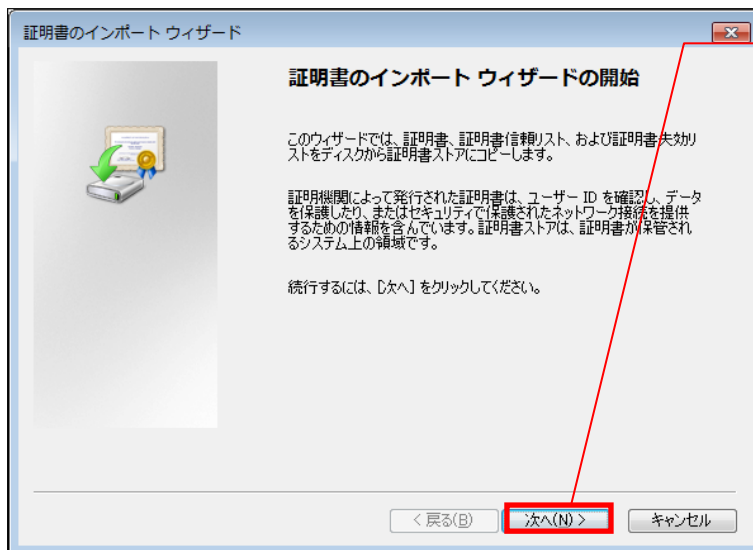 証明書のインポート ウィザード
証明書のインポート ウィザードの開始
このウィザードでは、証明書、証明書信頼リスト、および証明書失効リ
ストをディスクから証明書ストアにコピーします。
証明機関によって発行された証明書は、ユーザー ID を確認し、データ
を保護したり、またはセキュリティで保護されたネットワーク接続を提供
するための情報を含んでいます。証明書ストアは、証明書が保管され
るシステム上の領域です。
続行するには、[次へ] をクリックしてください。
< 戻る(B) 次へ(N) > キャンセル